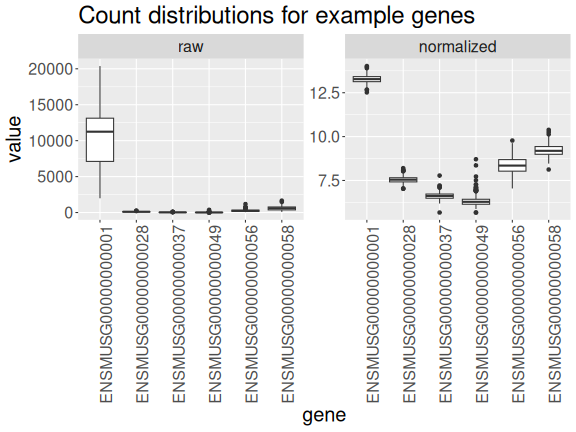 Count distributions for example genes
raw
normalized
value
20000
15000
10000
5000
0
12.5
10.0
7.5
ENSMUSG00000000001
ENSMUSG00000000028
ENSMUSG00000000037
ENSMUSG00000000049
ENSMUSG00000000056
ENSMUSG00000000058
ENSMUSG00000000001
ENSMUSG00000000028
ENSMUSG00000000037
ENSMUSG00000000049
ENSMUSG00000000056
ENSMUSG00000000058
gene